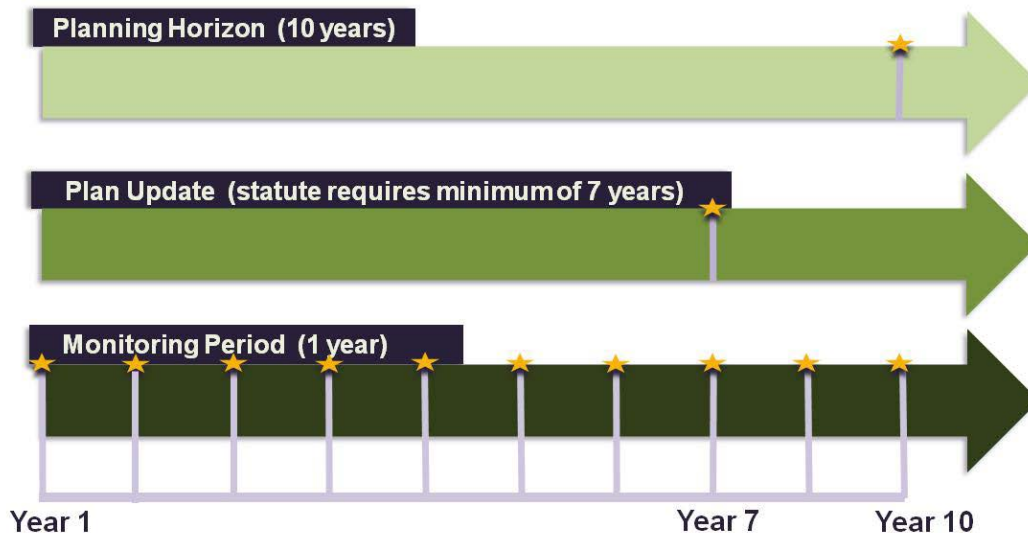 Planning Horizon (10 years)
Plan Update (statute requires minimum of 7 years)
Monitoring Period (1 year)
Year 1
Year 7
Year 10